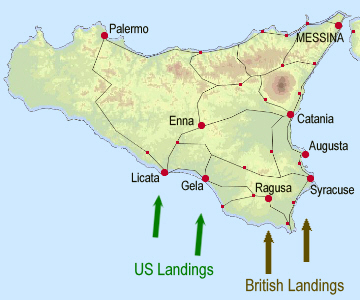 Palermo
MESSINA
Enna
Catania
Augusta
Licata
Gela
Ragusa
Syracuse
US Landings
British Landings